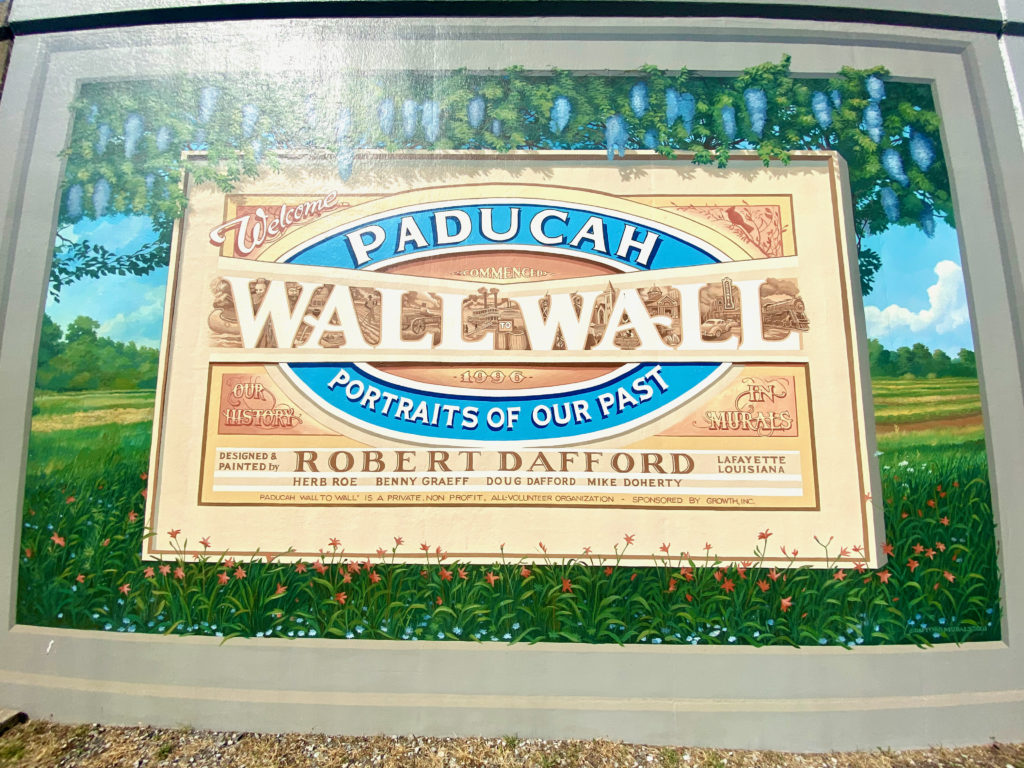 Welcome
PADUCAH
COMMENCED
WALL TO WALL
1996
PORTRAITS OF OUR PAST
OUR
HISTORY
IN
MURALS
DESIGNED &
PAINTED by
ROBERT DAFFORD
LAFAYETTE
LOUISIANA
HERB ROE BENNY GRAEFF DOUG DAFFORD MIKE DOHERTY
PADUCAH WALL TO WALL" IS A PRIVATE, NON PROFIT, ALL-VOLUNTEER ORGANIZATION - SPONSORED BY GROWTH, INC.